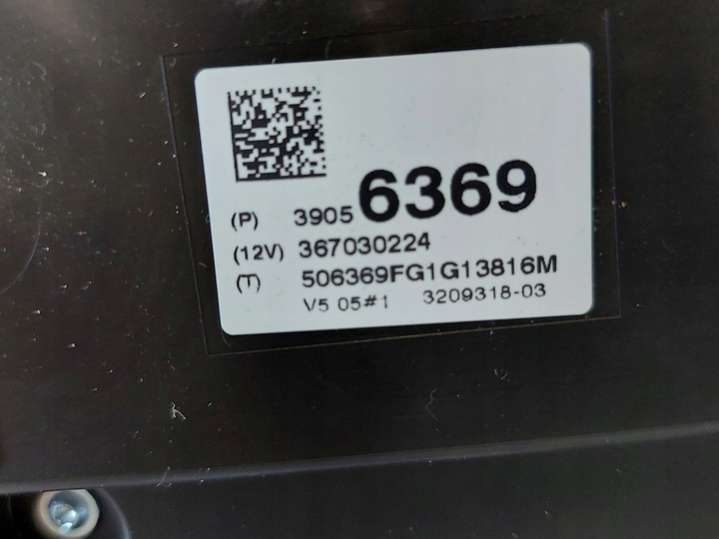 (P) 3905 6369
(12V) 367030224
(T) 506369FG1G13816M
V5 05#1 3209318-03